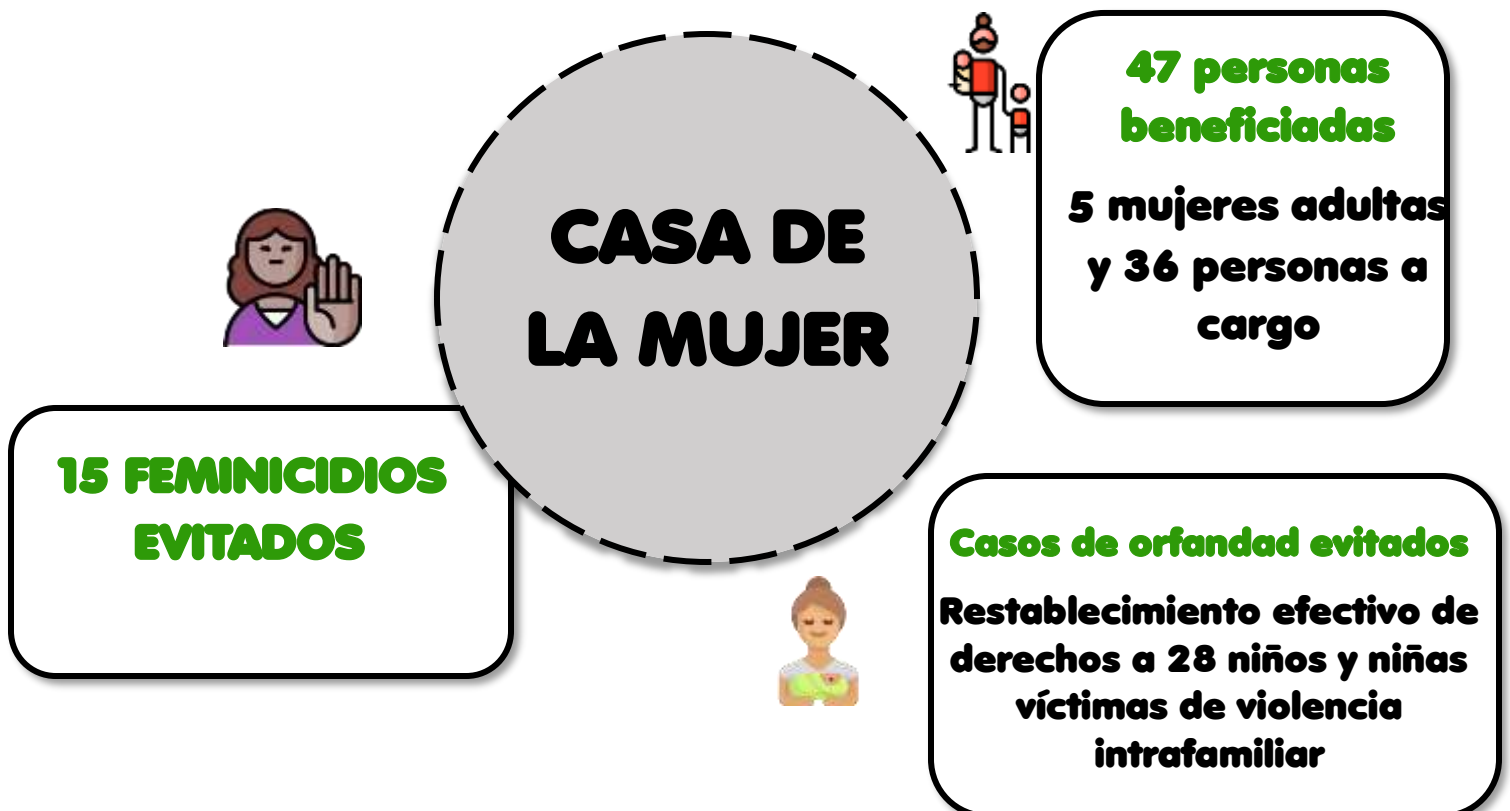 CASA DE
LA MUJER
47 personas
beneficiadas
5 mujeres adultas
y 36 personas a
cargo
15 FEMINICIDIOS
EVITADOS
Casos de orfandad evitados
Restablecimiento efectivo de
derechos a 28 niños y niñas
víctimas de violencia
intrafamiliar